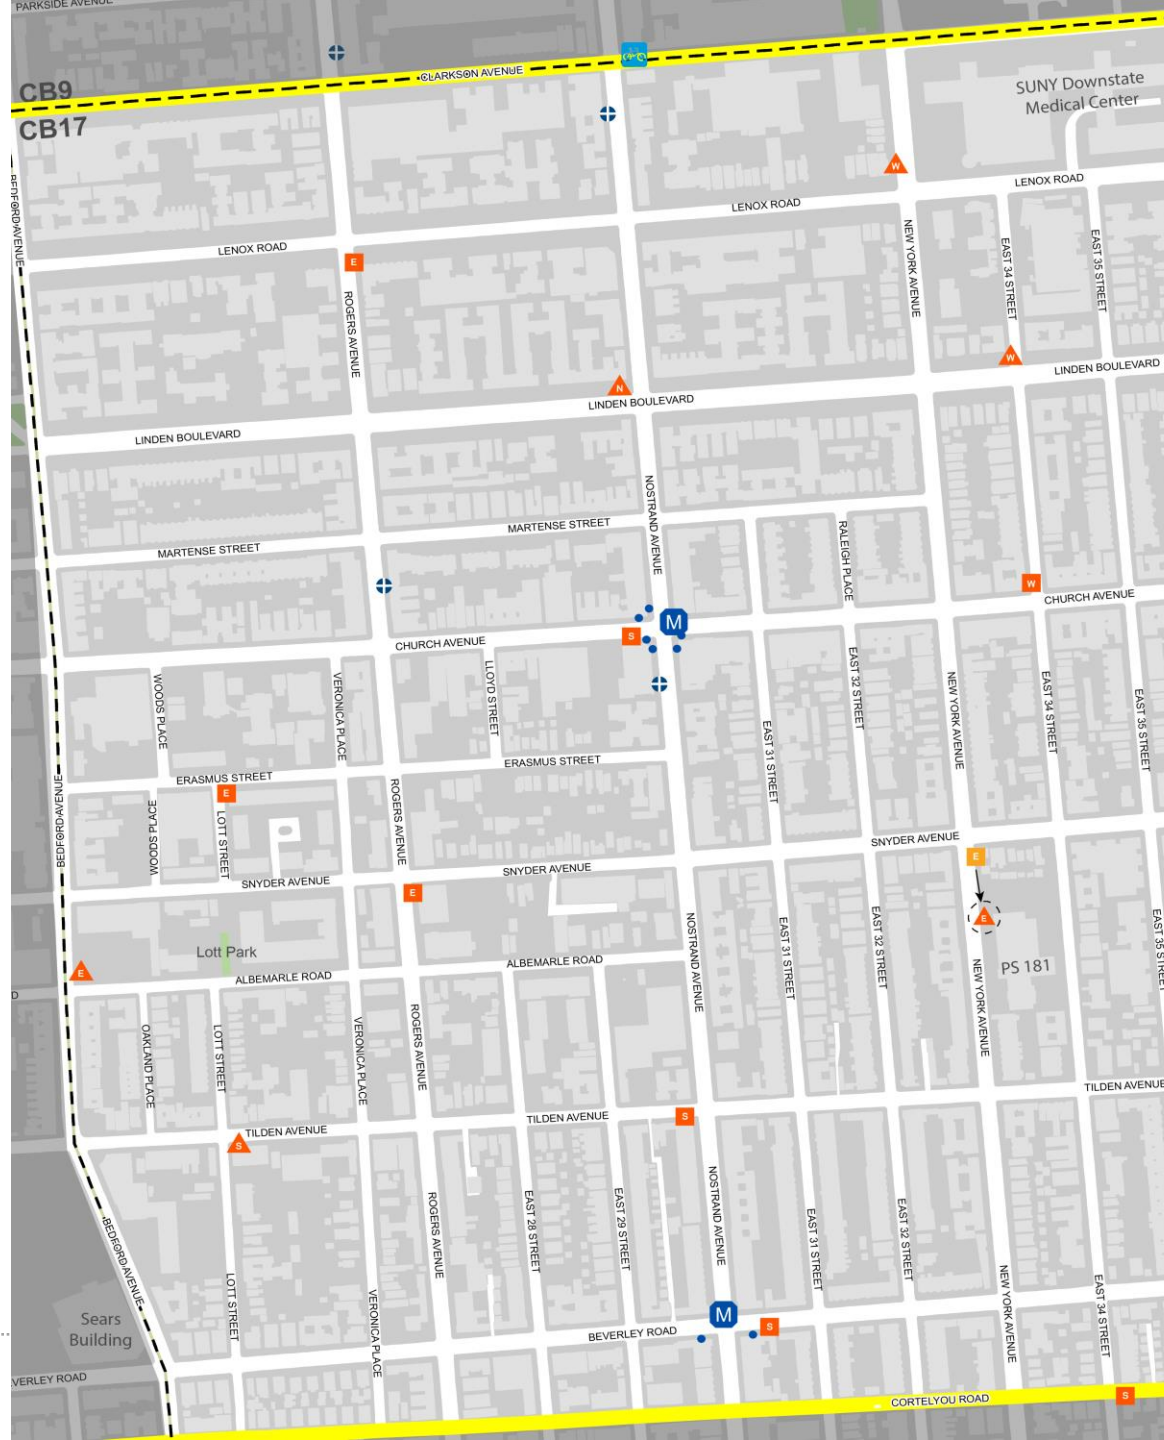 PARKSIDE AVENUE
CLARKSON AVENUE
CB9
CB17
SUNY Downstate
Medical Center
W
BEDFORD AVENUE
LENOX ROAD
LENOX ROAD
LENOX ROAD
E
ROGERS AVENUE
NEW YORK AVENUE
EAST 34 STREET
EAST 35 STREET
W
N
LINDEN BOULEVARD
LINDEN BOULEVARD
LINDEN BOULEVARD
NOSTRAND AVENUE
MARTENSE STREET
MARTENSE STREET
RALEIGH PLACE
W
CHURCH AVENUE
CHURCH AVENUE
S
M
WOODS PLACE
VERONICA PLACE
LLOYD STREET
EAST 32 STREET
NEW YORK AVENUE
EAST 34 STREET
EAST 35 STREET
EAST 31 STREET
ERASMUS STREET
ERASMUS STREET
E
BEDFORD AVENUE
WOODS PLACE
LOTT STREET
ROGERS AVENUE
SNYDER AVENUE
SNYDER AVENUE
SNYDER AVENUE
E
E
E
Lott Park
NOSTRAND AVENUE
EAST 31 STREET
EAST 32 STREET
EAST 35 STREET
PS 181
E
ALBEMARLE ROAD
ALBEMARLE ROAD
D
NEW YORK AVENUE
OAKLAND PLACE
LOTT STREET
VERONICA PLACE
ROGERS AVENUE
TILDEN AVENUE
TILDEN AVENUE
TILDEN AVENUE
S
S
BEDFORD AVENUE
LOTT STREET
VERONICA PLACE
ROGERS AVENUE
EAST 28 STREET
EAST 29 STREET
NOSTRAND AVENUE
EAST 31 STREET
EAST 32 STREET
NEW YORK AVENUE
EAST 34 STREET
Sears
Building
M
S
BEVERLEY ROAD
VERLEY ROAD
CORTELYOU ROAD
S